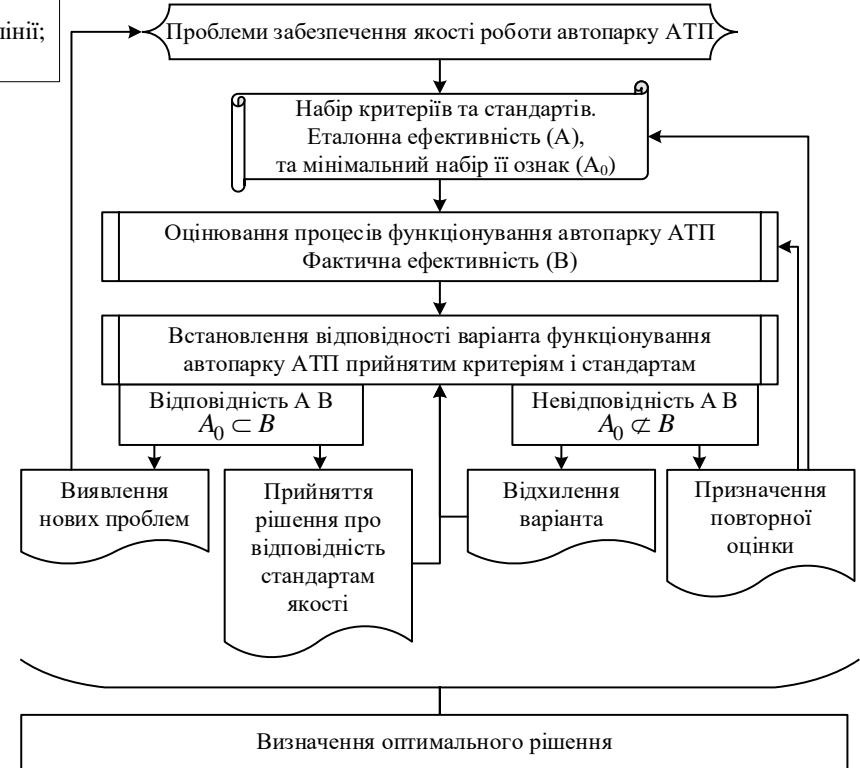 лінії;
Проблеми забезпечення якості роботи автопарку АТП
Набір критеріїв та стандартів.
Еталонна ефективність (А),
та мінімальний набір її ознак (А₀)
Оцінювання процесів функціонування автопарку АТП
Фактична ефективність (В)
Встановлення відповідності варіанта функціонування
автопарку АТП прийнятим критеріям і стандартам
Відповідність А В
A₀ ⊂ B
Невідповідність А В
A₀ ⊄ B
Виявлення
нових проблем
Прийняття
рішення про
відповідність
стандартам
якості
Відхилення
варіанта
Призначення
повторної
оцінки
Визначення оптимального рішення